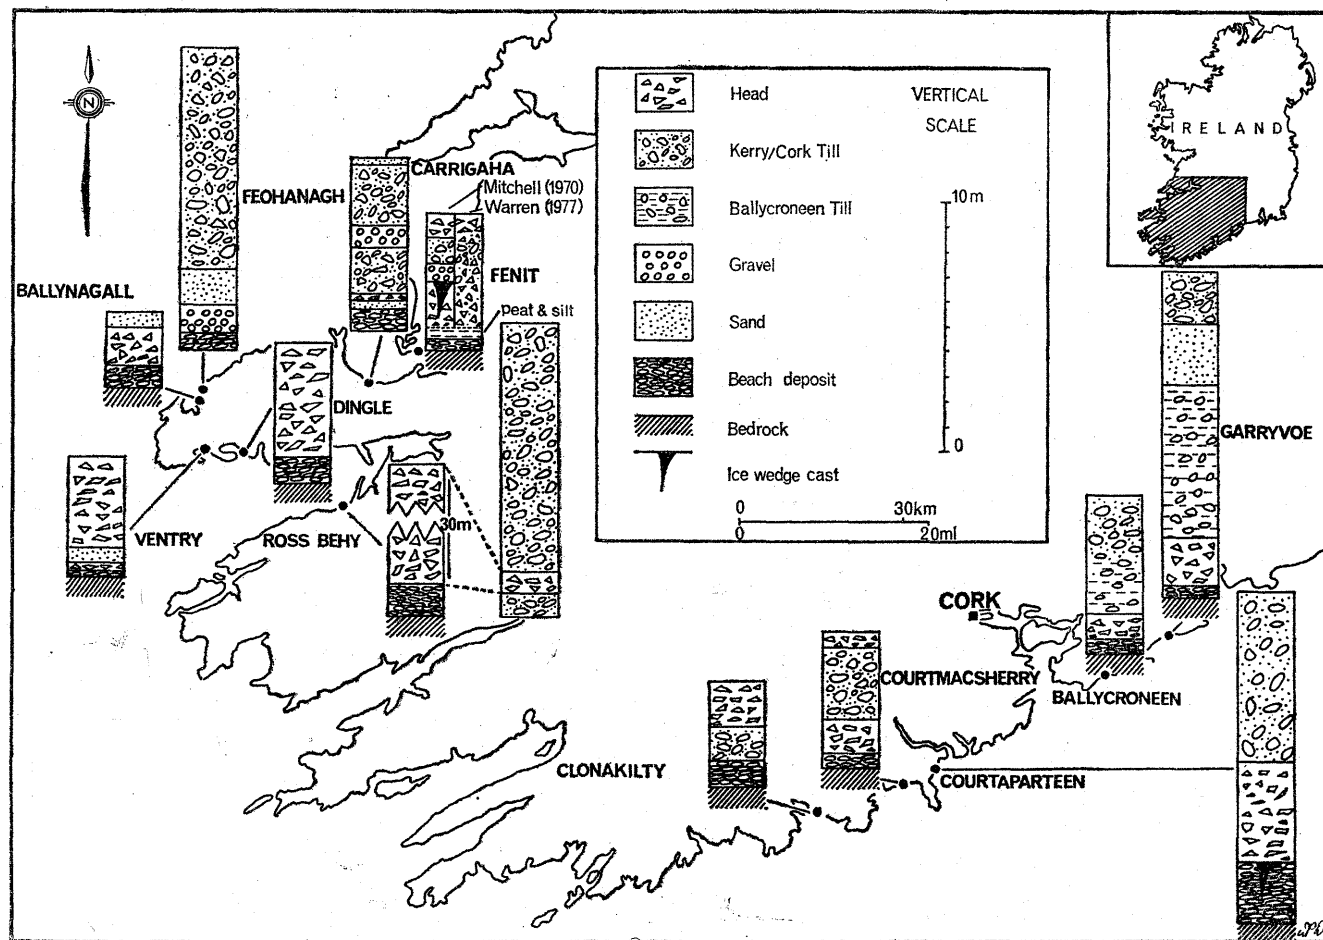 N
FEOHANAGH
CARRIGAHA
Mitchell (1970)
Warren (1977)
FENIT
peat & silt
BALLYNAGALL
DINGLE
VENTRY
ROSS BEHY
30m
Head
Kerry/Cork Till
Ballycroneen Till
Gravel
Sand
Beach deposit
Bedrock
Ice wedge cast
VERTICAL
SCALE
10m
0
0 30km
0 20ml
IRELAND
GARRYVOE
CORK
BALLYCRONEEN
COURTMACSHERRY
COURTAPARTEEN
CLONAKILTY